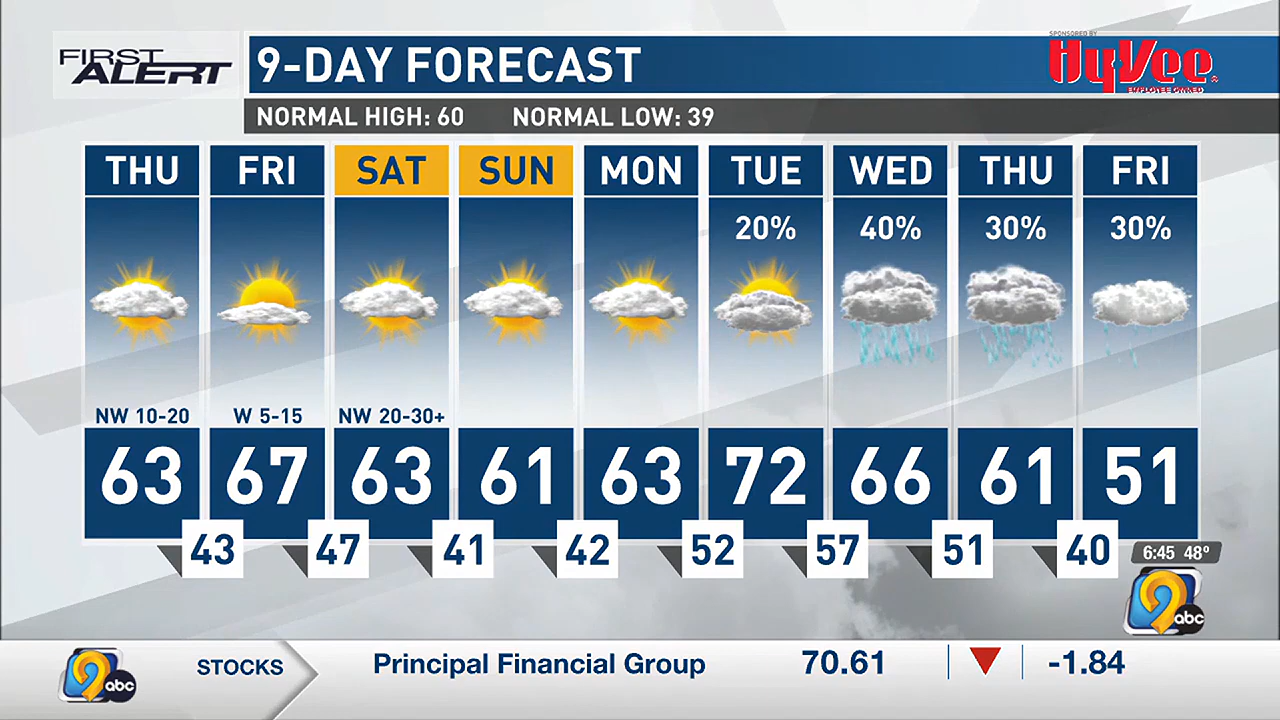 FIRST ALERT
9-DAY FORECAST
SPONSORED BY
HyVee
EMPLOYEE OWNED
NORMAL HIGH: 60 NORMAL LOW: 39
THU FRI SAT SUN MON TUE WED THU FRI
20% 40% 30% 30%
NW 10-20 W 5-15 NW 20-30+
63 67 63 61 63 72 66 61 51
43 47 41 42 52 57 51 40
6:45 48°
9 abc
9 abc
STOCKS Principal Financial Group 70.61 -1.84